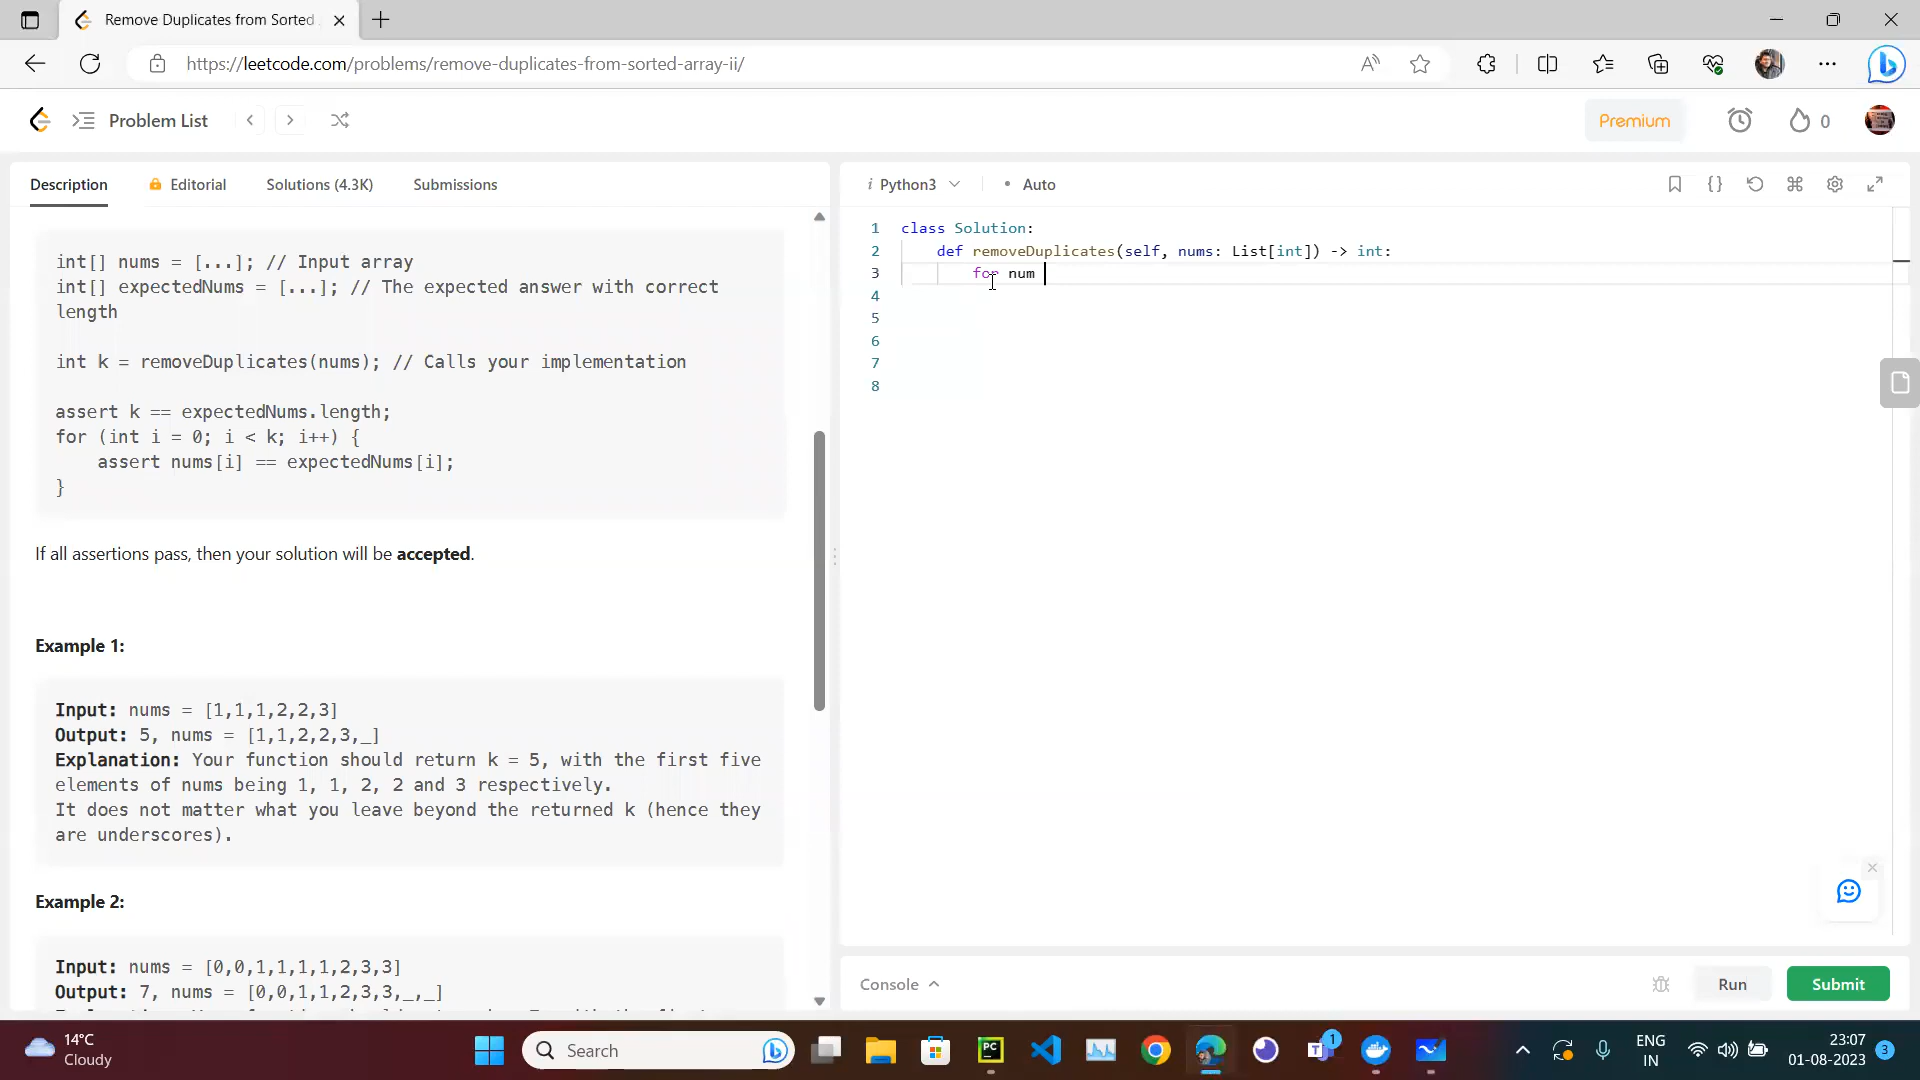 Remove Duplicates from Sorted
https://leetcode.com/problems/remove-duplicates-from-sorted-array-ii/
Problem List
Premium
0
Description
Editorial
Solutions (4.3K)
Submissions
int[] nums = [...]; // Input array
int[] expectedNums = [...]; // The expected answer with correct
length
int k = removeDuplicates(nums); // Calls your implementation
assert k == expectedNums.length;
for (int i = 0; i < k; i++) {
    assert nums[i] == expectedNums[i];
}
If all assertions pass, then your solution will be accepted.
Example 1:
Input: nums = [1,1,1,2,2,3]
Output: 5, nums = [1,1,2,2,3,_]
Explanation: Your function should return k = 5, with the first five
elements of nums being 1, 1, 2, 2 and 3 respectively.
It does not matter what you leave beyond the returned k (hence they
are underscores).
Example 2:
Input: nums = [0,0,1,1,1,1,2,3,3]
Output: 7, nums = [0,0,1,1,2,3,3,_,_]
i Python3
• Auto
1 class Solution:
2     def removeDuplicates(self, nums: List[int]) -> int:
3         for num
4
5
6
7
8
Console
Run
Submit
14°C
Cloudy
Search
PC
1
ENG
IN
23:07
01-08-2023
3